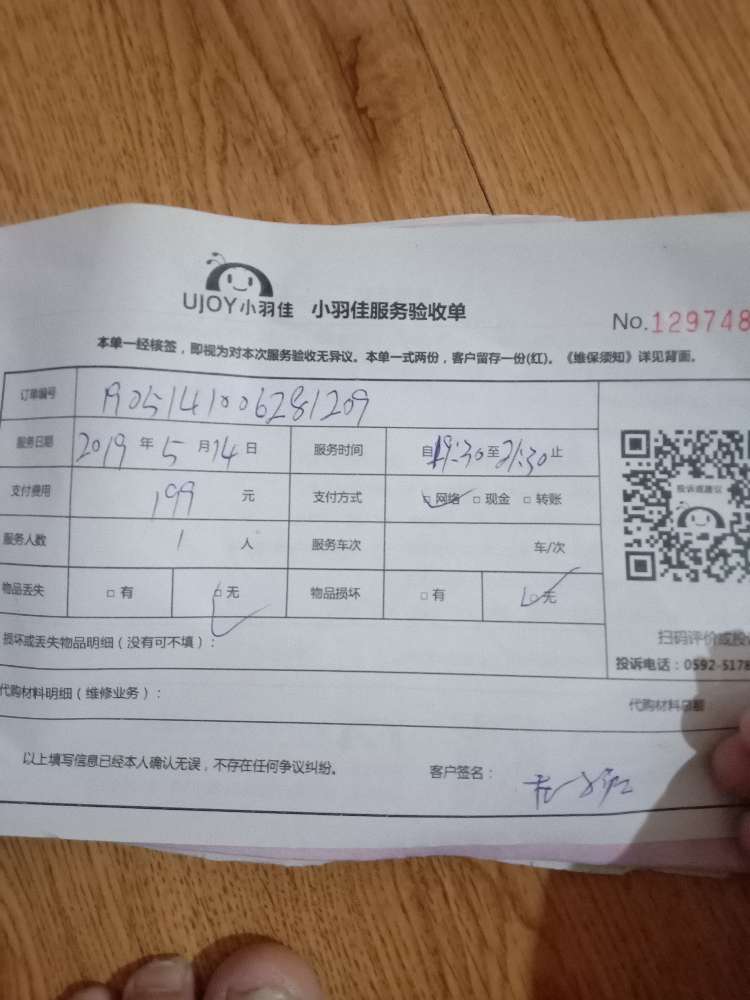 UJOY小羽佳 小羽佳服务验收单
No.129748
本单一经核签，即视为对本次服务验收无异议。本单一式两份，客户留存一份(红)。《维保须知》详见背面。
订单编号 A05141006281209
服务日期 2019 年 5 月 14 日 服务时间 自 19:30 至 21:30 止
支付费用 199 元 支付方式 □ 网络 □ 现金 □ 转账
投诉或建议
服务人数 1 人 服务车次 车/次
物品丢失 □ 有 □ 无 物品损坏 □ 有 □ 无
损坏或丢失物品明细（没有可不填）：
扫码评价或投
投诉电话：0592-5178
代购材料明细（维修业务）： 代购材料总额
以上填写信息已经本人确认无误，不存在任何争议纠纷。 客户签名：